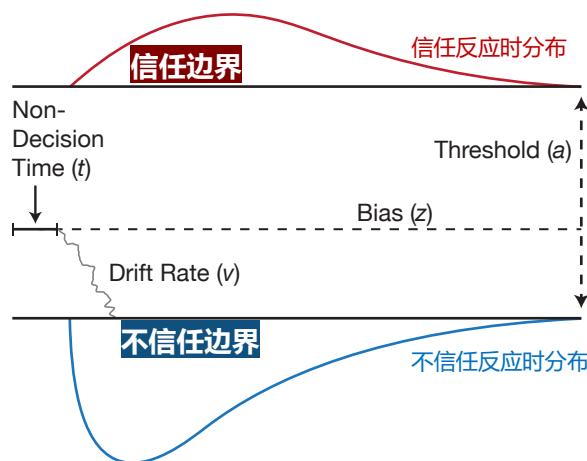 信任反应时分布
信任边界
Non-
Decision
Time (t)
Threshold (a)
Bias (z)
Drift Rate (v)
不信任边界
不信任反应时分布